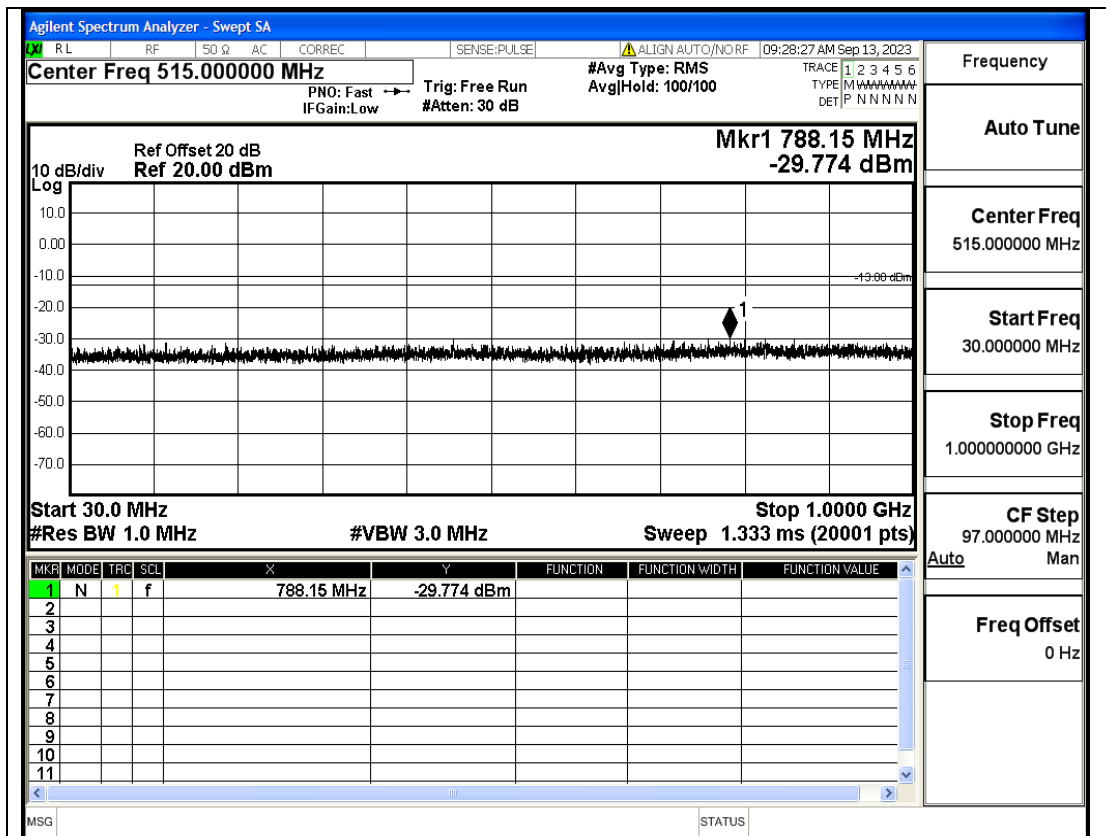 Agilent Spectrum Analyzer - Swept SA
LXI RL RF 50 Ω AC CORREC SENSE:PULSE ALIGN AUTO/NO RF 09:28:27 AM Sep 13, 2023
Center Freq 515.000000 MHz
PNO: Fast
IFGain:Low
Trig: Free Run
#Atten: 30 dB
#Avg Type: RMS
Avg|Hold: 100/100
TRACE 1 2 3 4 5 6
TYPE M WWWWW
DET P N N N N N
Mkr1 788.15 MHz
-29.774 dBm
Ref Offset 20 dB
10 dB/div Ref 20.00 dBm
Log
10.0
0.00
-10.0
-13.00 dBm
-20.0
1
-30.0
-40.0
-50.0
-60.0
-70.0
Start 30.0 MHz Stop 1.0000 GHz
#Res BW 1.0 MHz #VBW 3.0 MHz Sweep 1.333 ms (20001 pts)
MKR MODE TRC SCL X Y FUNCTION FUNCTION WIDTH FUNCTION VALUE
1 N 1 f 788.15 MHz -29.774 dBm
2
3
4
5
6
7
8
9
10
11
MSG STATUS
Frequency
Auto Tune
Center Freq
515.000000 MHz
Start Freq
30.000000 MHz
Stop Freq
1.000000000 GHz
CF Step
97.000000 MHz
Auto Man
Freq Offset
0 Hz